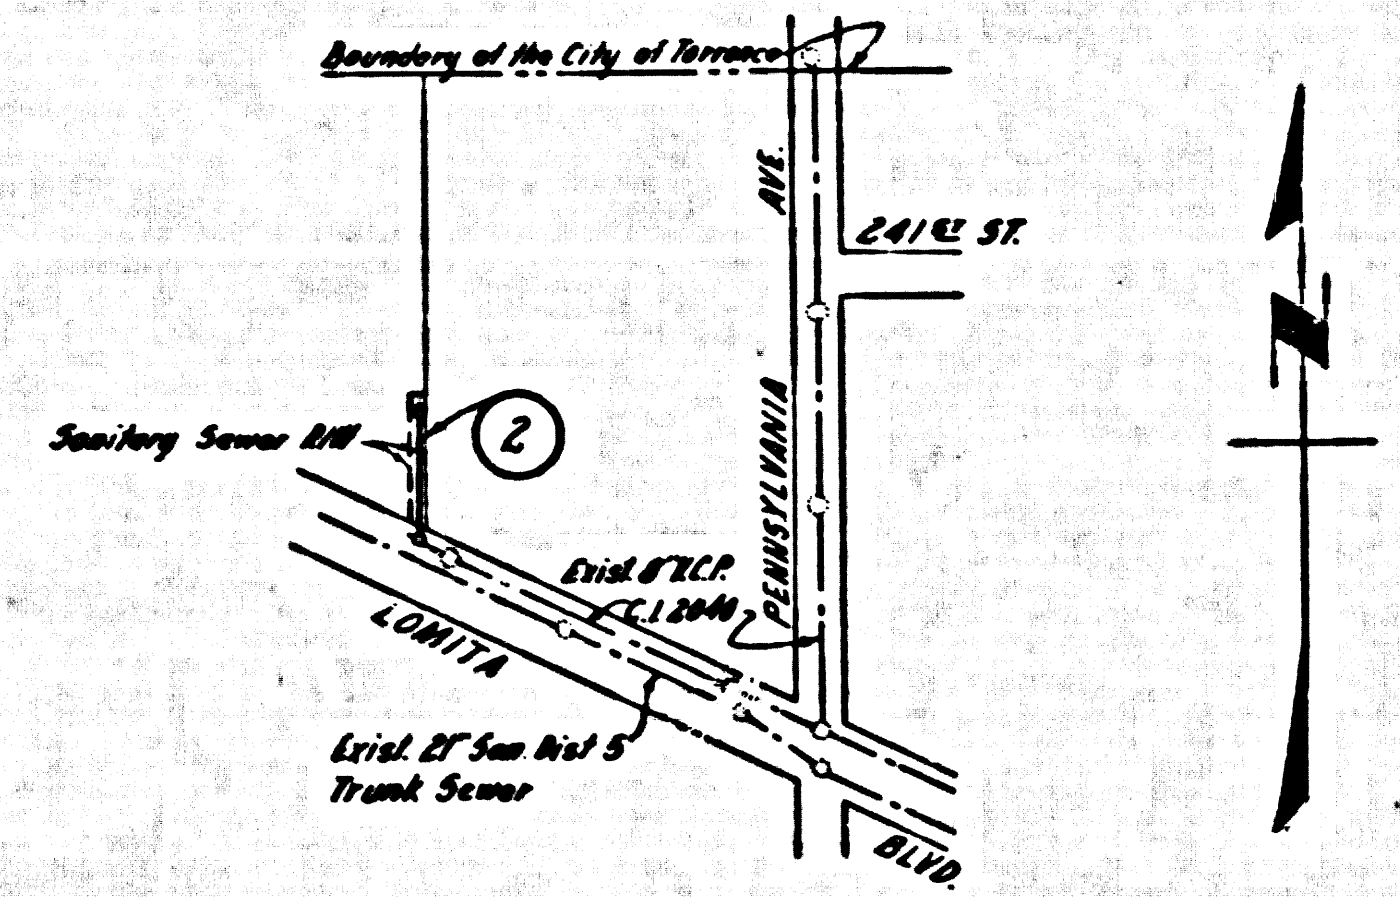 Boundary of the City of Torrance
AVE.
241ST ST.
Sanitary Sewer R/W
2
PENNSYLVANIA
Exist. 8" V.C.P.
C.I. 2040
LOMITA
Exist. 21" San. Dist 5
Trunk Sewer
BLVD.
N